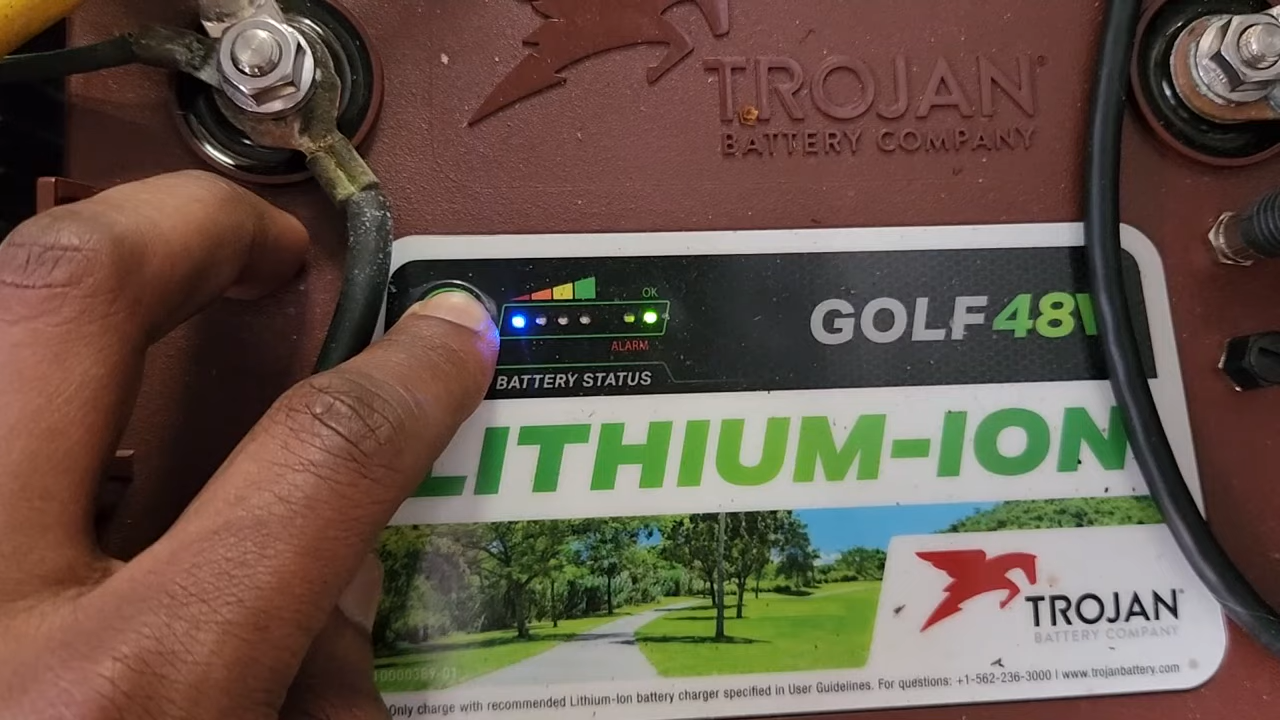 TROJAN
BATTERY COMPANY
OK
ALARM
BATTERY STATUS
GOLF 48V
LITHIUM-ION
TROJAN
BATTERY COMPANY
Only charge with recommended Lithium-Ion battery charger specified in User Guidelines. For questions: +1-562-236-3000 | www.trojanbattery.com